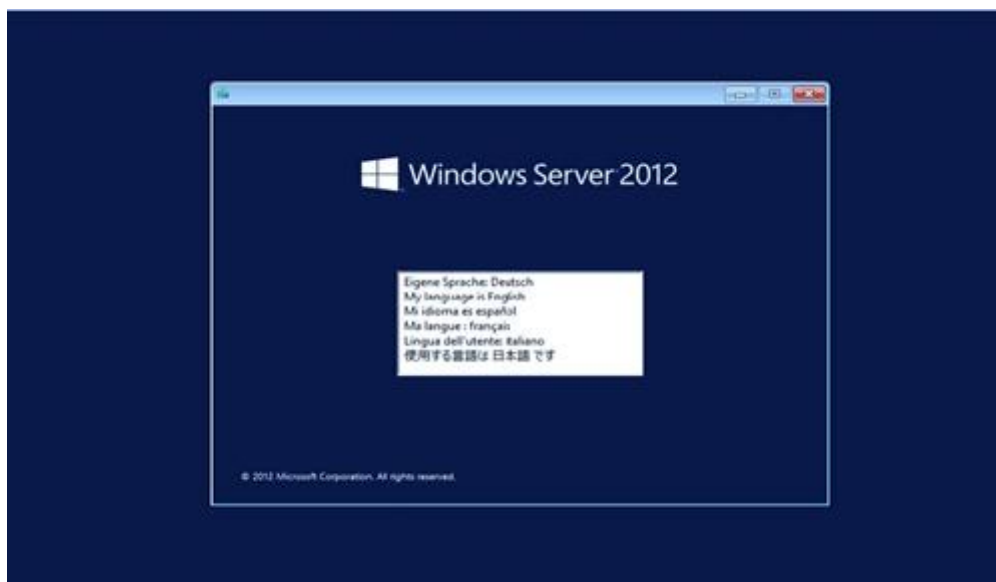 Windows Server 2012
Eigene Sprache: Deutsch
My language is English
Mi idioma es español
Ma langue : français
Lingua dell'utente: italiano
使用する言語は 日本語 です
© 2012 Microsoft Corporation. All rights reserved.